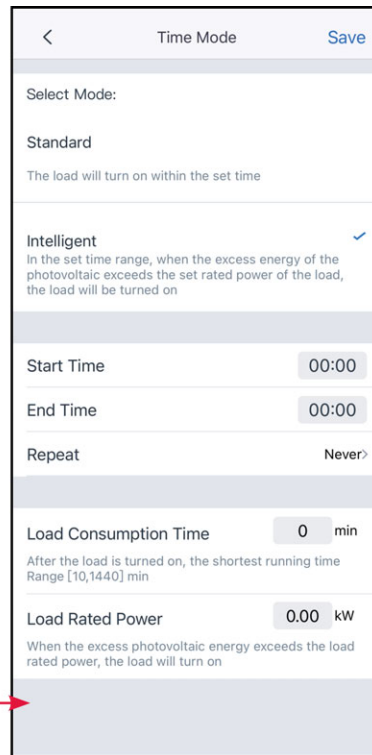 Time Mode
Save
Select Mode:
Standard
The load will turn on within the set time
Intelligent
In the set time range, when the excess energy of the
photovoltaic exceeds the set rated power of the load,
the load will be turned on
Start Time 00:00
End Time 00:00
Repeat Never>
Load Consumption Time 0 min
After the load is turned on, the shortest running time
Range [10,1440] min
Load Rated Power 0.00 kW
When the excess photovoltaic energy exceeds the load
rated power, the load will turn on